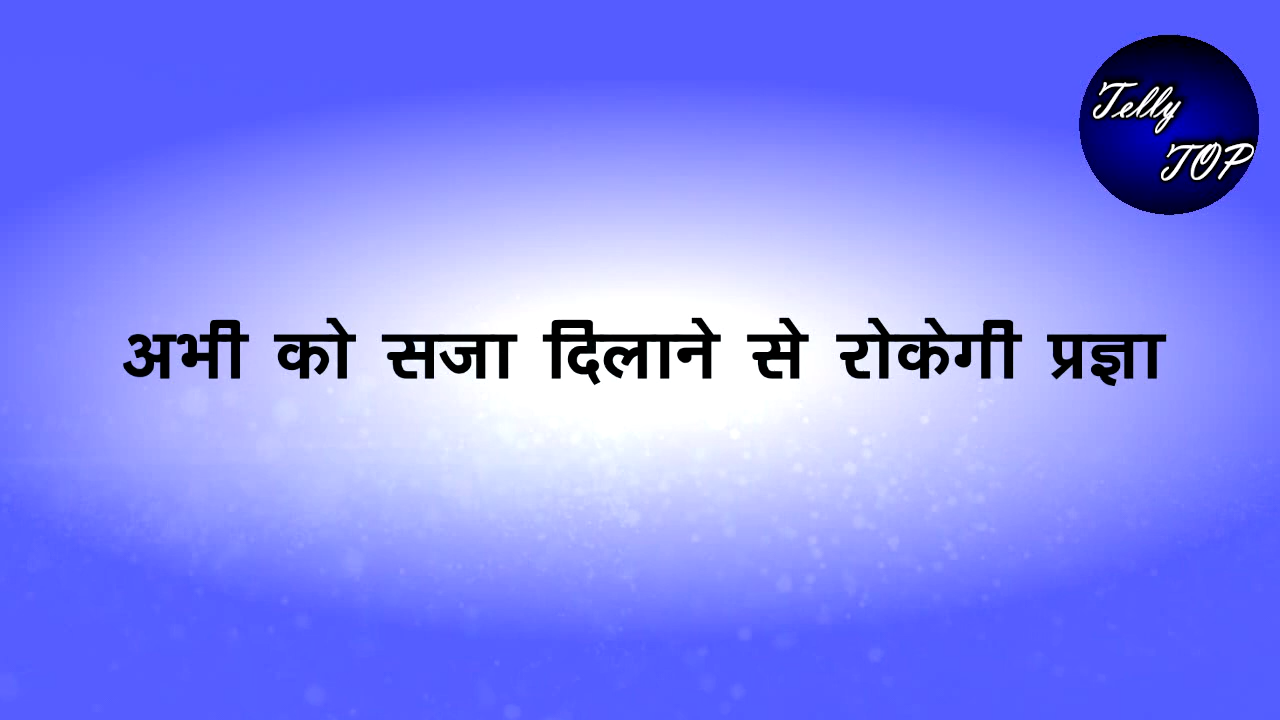 Telly
TOP
अभी को सजा दिलाने से रोकेगी प्रज्ञा